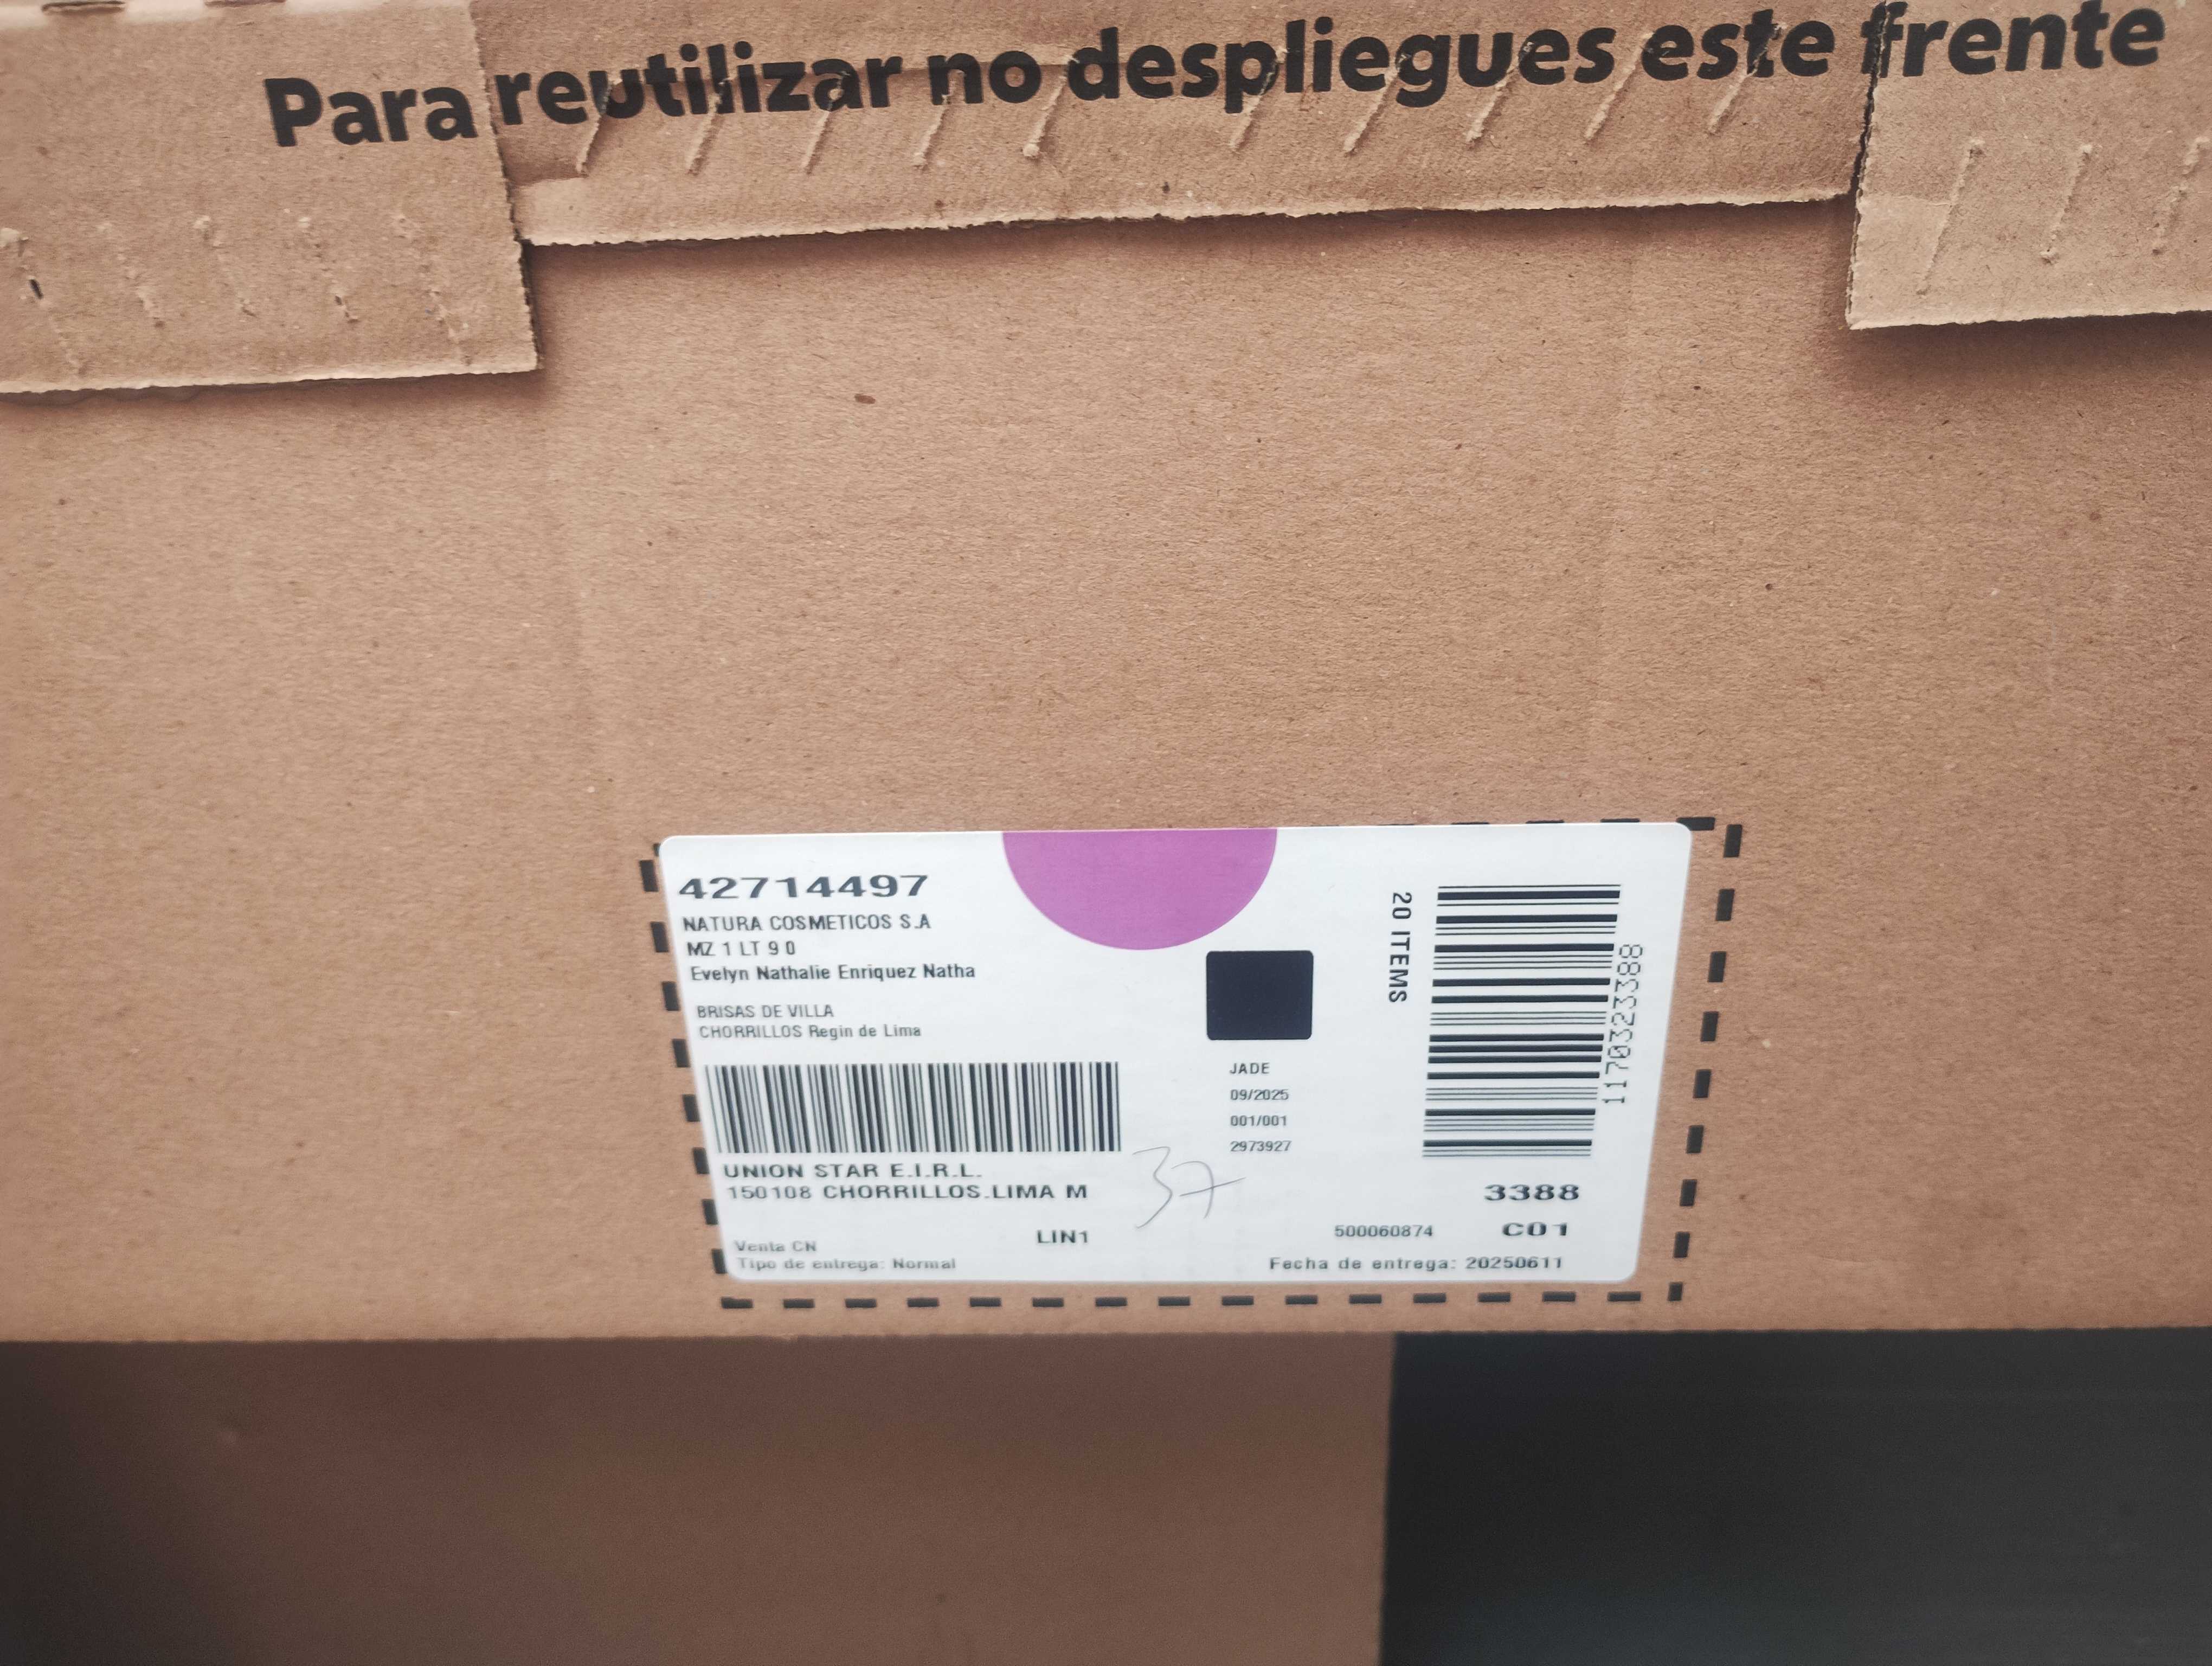 Para reutilizar no despliegues este frente
42714497
NATURA COSMETICOS S.A
MZ 1 LT 9 0
Evelyn Nathalie Enriquez Natha
BRISAS DE VILLA
CHORRILLOS Regin de Lima
UNION STAR E.I.R.L.
150108 CHORRILLOS.LIMA M
LIN1
Venta CN
Tipo de entrega: Normal
JADE
09/2025
001/001
2973927
37
20 ITEMS
1170323388
3388
500060874 C01
Fecha de entrega: 20250611